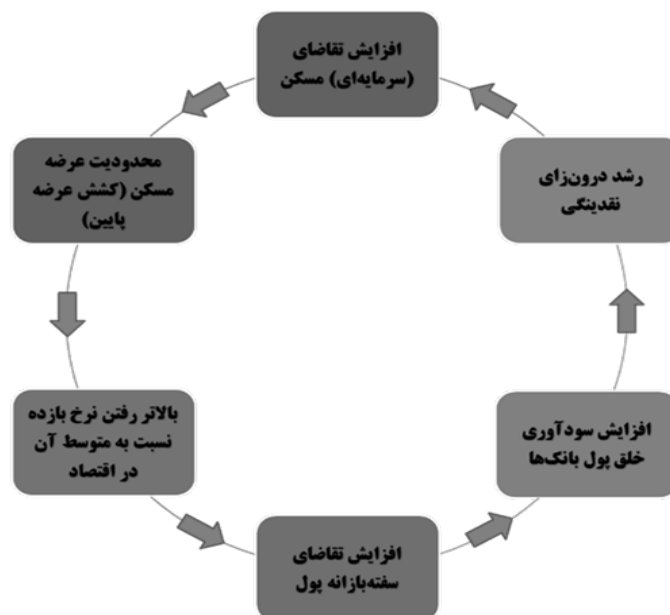 افزایش تقاضای
(سرمایه‌ای) مسکن
محدودیت عرضه
مسکن (کشش عرضه
پایین)
بالاتر رفتن نرخ بازده
نسبت به متوسط آن
در اقتصاد
افزایش تقاضای
سفته‌بازانه پول
افزایش سودآوری
خلق پول بانک‌ها
رشد درون‌زای
نقدینگی